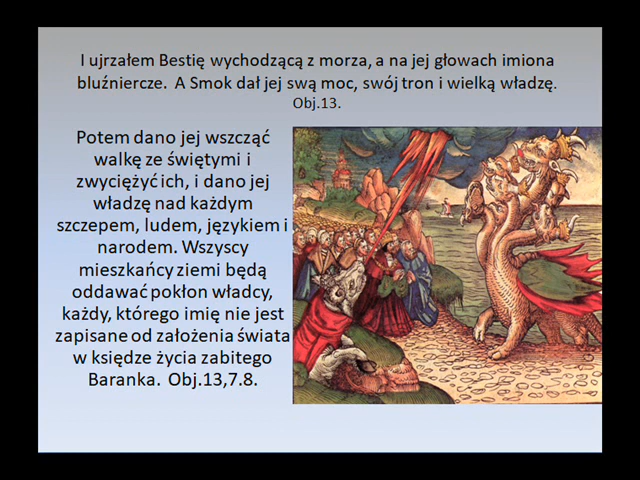 I ujrzałem Bestię wychodzącą z morza, a na jej głowach imiona
bluźniercze.  A Smok dał jej swą moc, swój tron i wielką władzę.
Obj.13.
Potem dano jej wszcząć
walkę ze świętymi i
zwyciężyć ich, i dano jej
władzę nad każdym
szczepem, ludem, językiem i
narodem. Wszyscy
mieszkańcy ziemi będą
oddawać pokłon władcy,
każdy, którego imię nie jest
zapisane od założenia świata
w księdze życia zabitego
Baranka.  Obj.13,7.8.